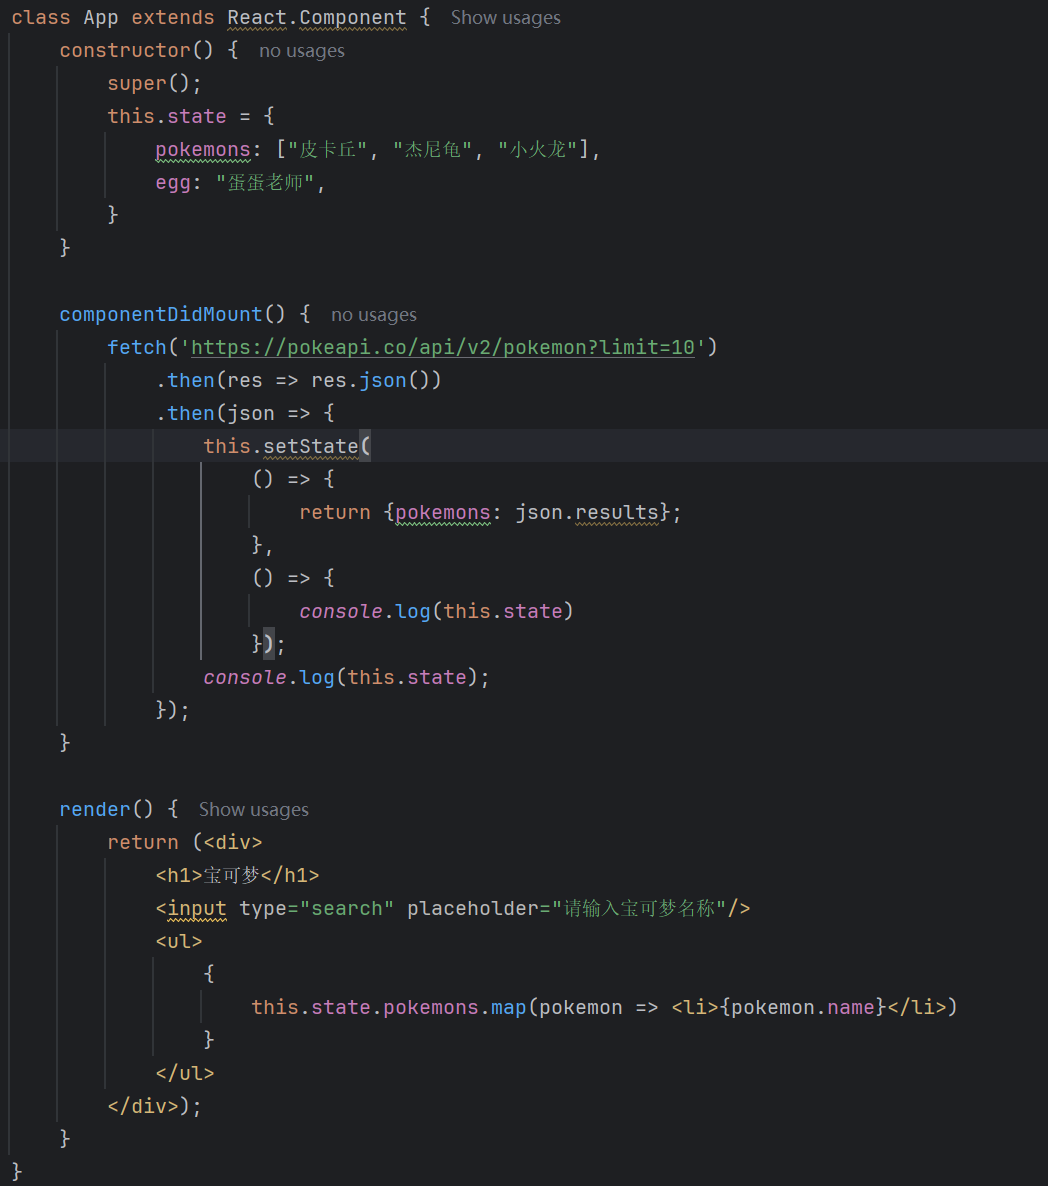 class App extends React.Component {  Show usages
    constructor() {  no usages
        super();
        this.state = {
            pokemons: ["皮卡丘", "杰尼龟", "小火龙"],
            egg: "蛋蛋老师",
        }
    }

    componentDidMount() {  no usages
        fetch('https://pokeapi.co/api/v2/pokemon?limit=10')
            .then(res => res.json())
            .then(json => {
                this.setState(
                    () => {
                        return {pokemons: json.results};
                    },
                    () => {
                        console.log(this.state)
                    });
                console.log(this.state);
            });
    }

    render() {  Show usages
        return (<div>
            <h1>宝可梦</h1>
            <input type="search" placeholder="请输入宝可梦名称"/>
            <ul>
                {
                    this.state.pokemons.map(pokemon => <li>{pokemon.name}</li>)
                }
            </ul>
        </div>);
    }
}